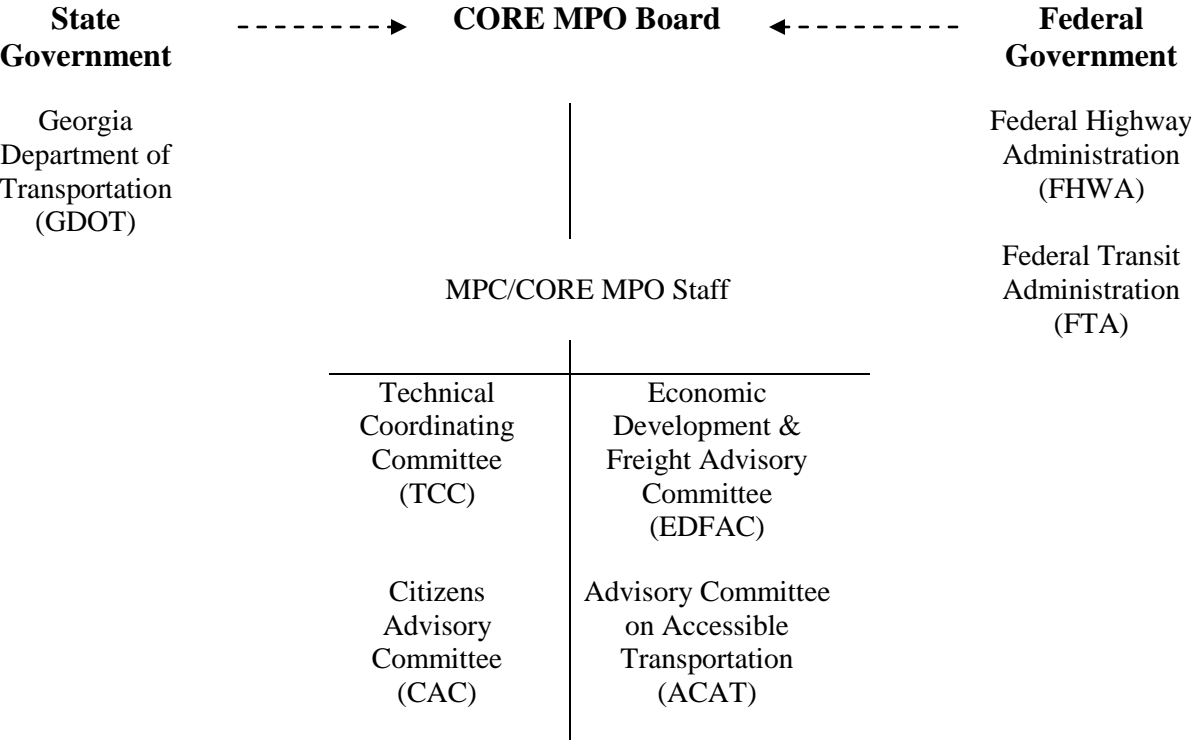 State
Government
CORE MPO Board
Federal
Government
Georgia
Department of
Transportation
(GDOT)
Federal Highway
Administration
(FHWA)
Federal Transit
Administration
(FTA)
MPC/CORE MPO Staff
Technical
Coordinating
Committee
(TCC)
Economic
Development &
Freight Advisory
Committee
(EDFAC)
Citizens
Advisory
Committee
(CAC)
Advisory Committee
on Accessible
Transportation
(ACAT)